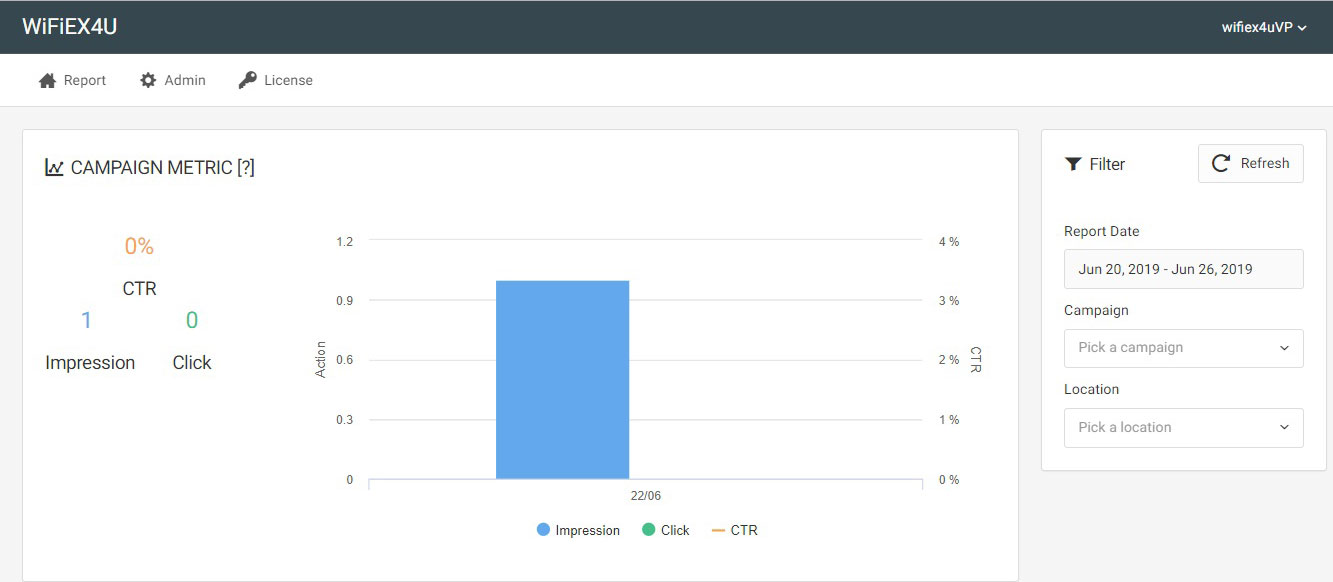 WiFiEX4U
wifiex4uVP
Report
Admin
License
CAMPAIGN METRIC [?]
0%
CTR
1
0
Impression
Click
1.2
0.9
0.6
0.3
0
Action
4 %
3 %
2 %
1 %
0 %
CTR
22/06
Impression
Click
CTR
Filter
Refresh
Report Date
Jun 20, 2019 - Jun 26, 2019
Campaign
Pick a campaign
Location
Pick a location